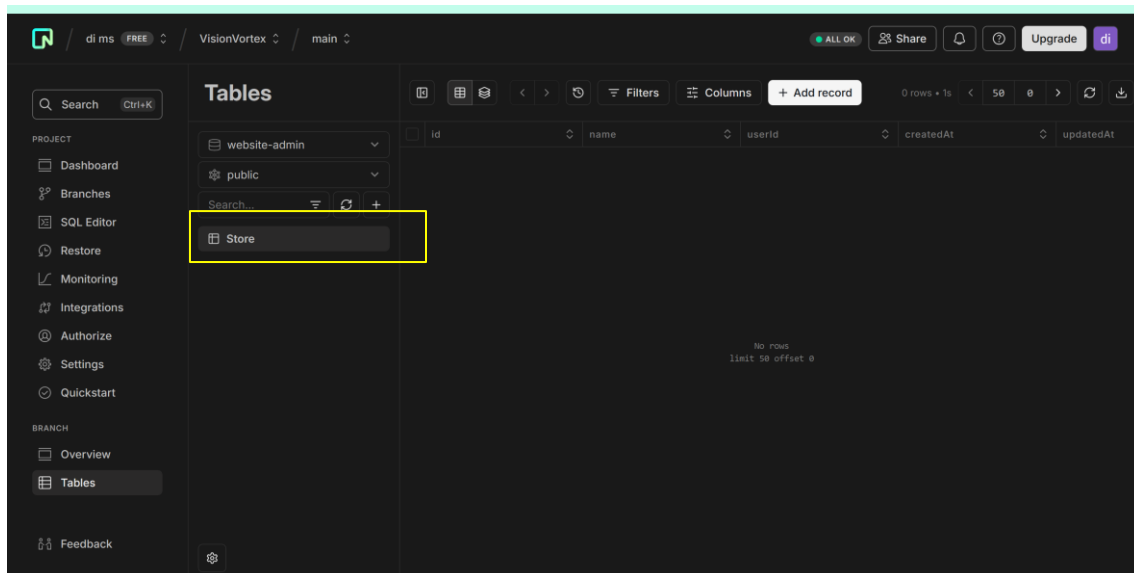 di ms FREE / VisionVortex / main
ALL OK Share Upgrade di
Search Ctrl+K
PROJECT
Dashboard
Branches
SQL Editor
Restore
Monitoring
Integrations
Authorize
Settings
Quickstart
BRANCH
Overview
Tables
Feedback
Tables
website-admin
public
Search...
Store
Filters Columns + Add record 0 rows • 1s 50 0
id name userId createdAt updatedAt
No rows
limit 50 offset 0